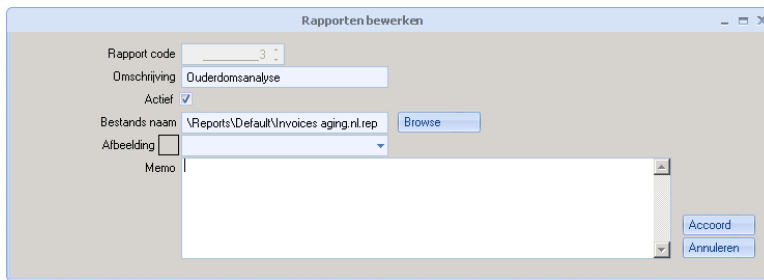 Rapporten bewerken
Rapport code 3
Omschrijving Ouderdomsanalyse
Actief
Bestands naam \Reports\Default\Invoices aging.nl.rep Browse
Afbeelding
Memo
Accoord
Annuleren